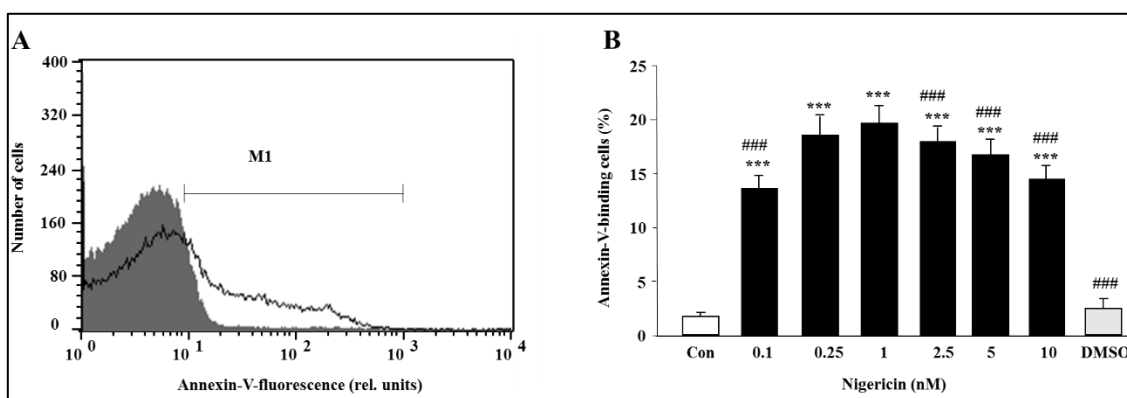 A
400
320
240
160
80
0
Number of cells
M1
10^0 10^1 10^2 10^3 10^4
Annexin-V-fluorescence (rel. units)
B
25
20
15
10
5
0
Annexin-V-binding cells (%)
### *** *** *** ### *** ### *** ### *** ###
Con 0.1 0.25 1 2.5 5 10 DMSO
Nigericin (nM)